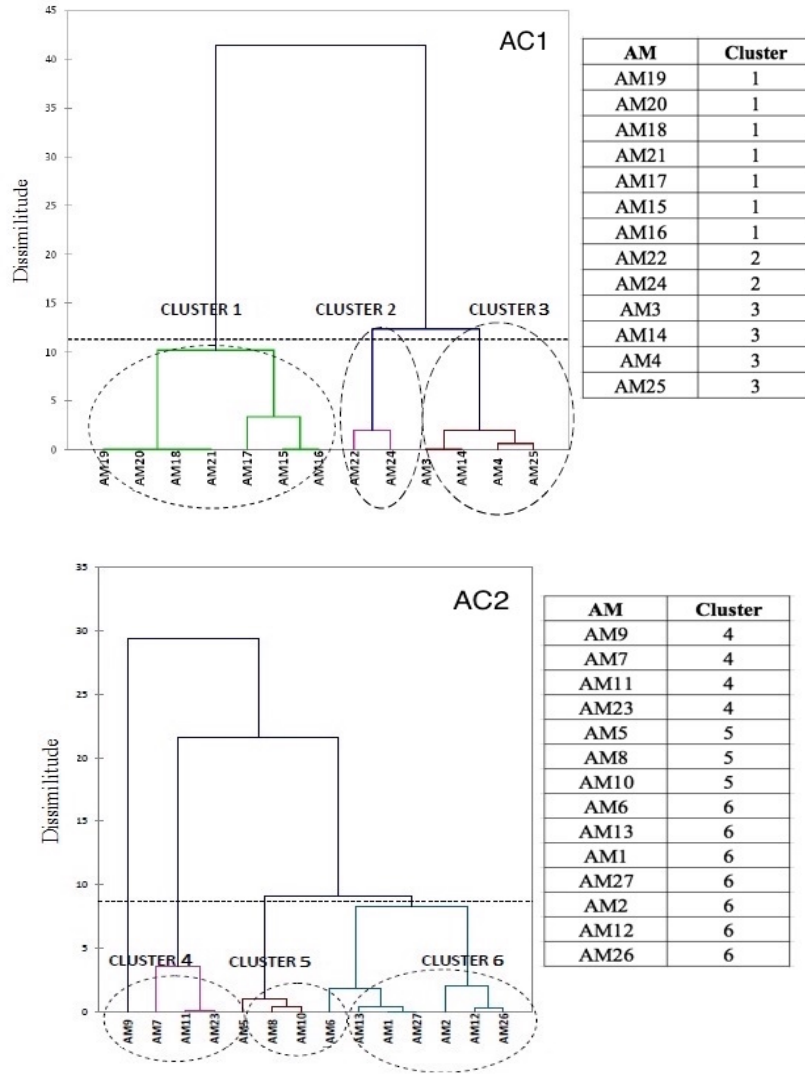 AC1
45
40
35
30
25
20
15
10
5
0
Dissimilitude
CLUSTER 1 CLUSTER 2 CLUSTER 3
AM19 AM20 AM18 AM21 AM17 AM15 AM16 AM22 AM24 AM3 AM14 AM4 AM25
AM Cluster
AM19 1
AM20 1
AM18 1
AM21 1
AM17 1
AM15 1
AM16 1
AM22 2
AM24 2
AM3 3
AM14 3
AM4 3
AM25 3
AC2
35
30
25
20
15
10
5
0
Dissimilitude
CLUSTER 4 CLUSTER 5 CLUSTER 6
AM9 AM7 AM11 AM23 AM5 AM8 AM10 AM6 AM13 AM1 AM27 AM2 AM12 AM26
AM Cluster
AM9 4
AM7 4
AM11 4
AM23 4
AM5 5
AM8 5
AM10 5
AM6 6
AM13 6
AM1 6
AM27 6
AM2 6
AM12 6
AM26 6